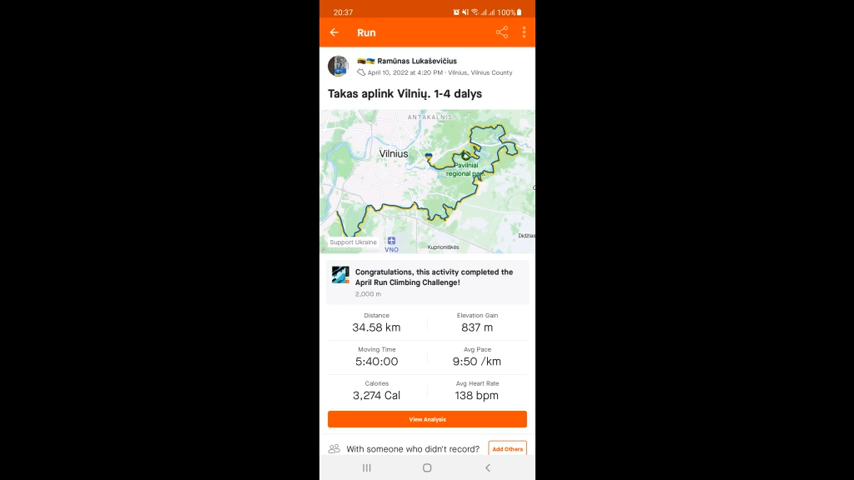 20:37
100%
Run
Ramūnas Lukaševičius
April 10, 2022 at 4:20 PM · Vilnius, Vilnius County
Takas aplink Vilnių. 1-4 dalys
ANTAKALNIS
Vilnius
Pavilniai
regional
Support Ukraine
VNO
Kuprioniškės
Congratulations, this activity completed the
April Run Climbing Challenge!
2,000 m
Distance
Elevation Gain
34.58 km
837 m
Moving Time
Avg Pace
5:40:00
9:50 /km
Calories
Avg Heart Rate
3,274 Cal
138 bpm
View Analysis
With someone who didn't record?
Add Others